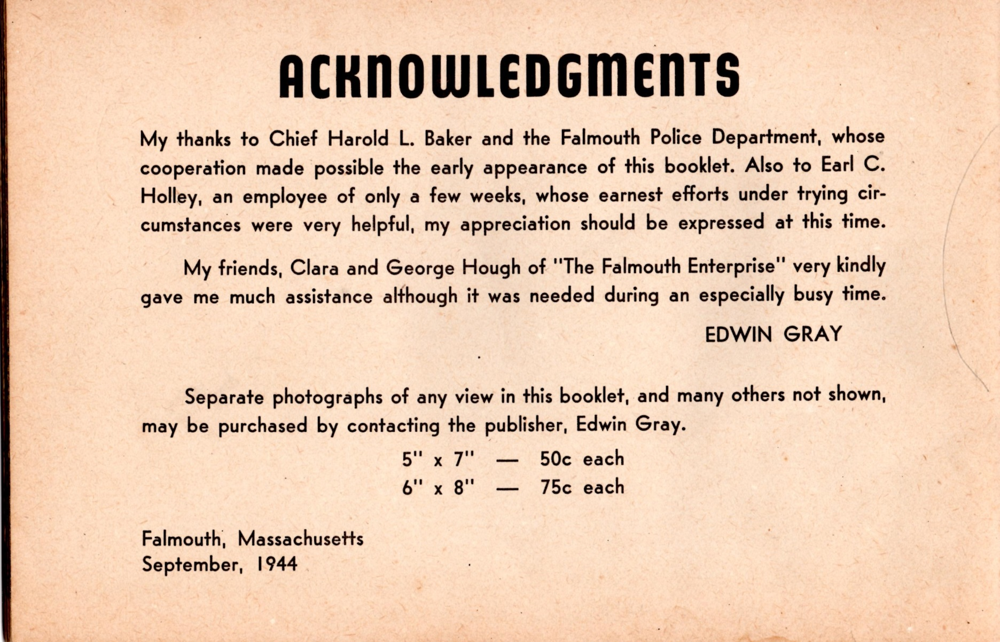 ACKNOWLEDGMENTS
My thanks to Chief Harold L. Baker and the Falmouth Police Department, whose
cooperation made possible the early appearance of this booklet. Also to Earl C.
Holley, an employee of only a few weeks, whose earnest efforts under trying cir-
cumstances were very helpful, my appreciation should be expressed at this time.
My friends, Clara and George Hough of "The Falmouth Enterprise" very kindly
gave me much assistance although it was needed during an especially busy time.
EDWIN GRAY
Separate photographs of any view in this booklet, and many others not shown,
may be purchased by contacting the publisher, Edwin Gray.
5" x 7" — 50c each
6" x 8" — 75c each
Falmouth, Massachusetts
September, 1944